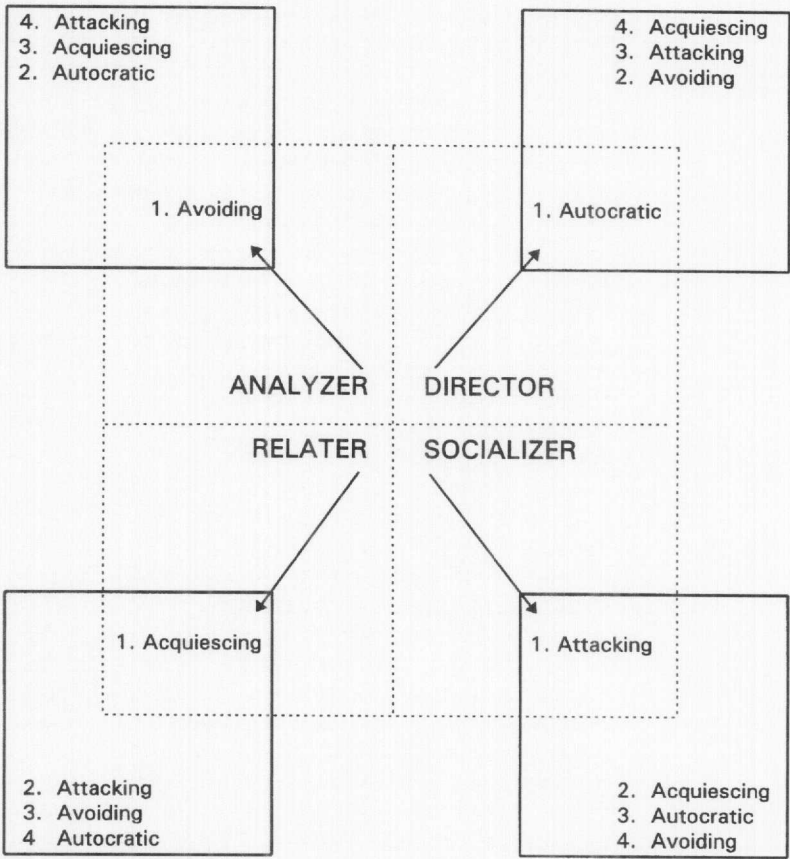 4. Attacking
3. Acquiescing
2. Autocratic
4. Acquiescing
3. Attacking
2. Avoiding
1. Avoiding
1. Autocratic
ANALYZER
DIRECTOR
RELATER
SOCIALIZER
1. Acquiescing
1. Attacking
2. Attacking
3. Avoiding
4 Autocratic
2. Acquiescing
3. Autocratic
4. Avoiding